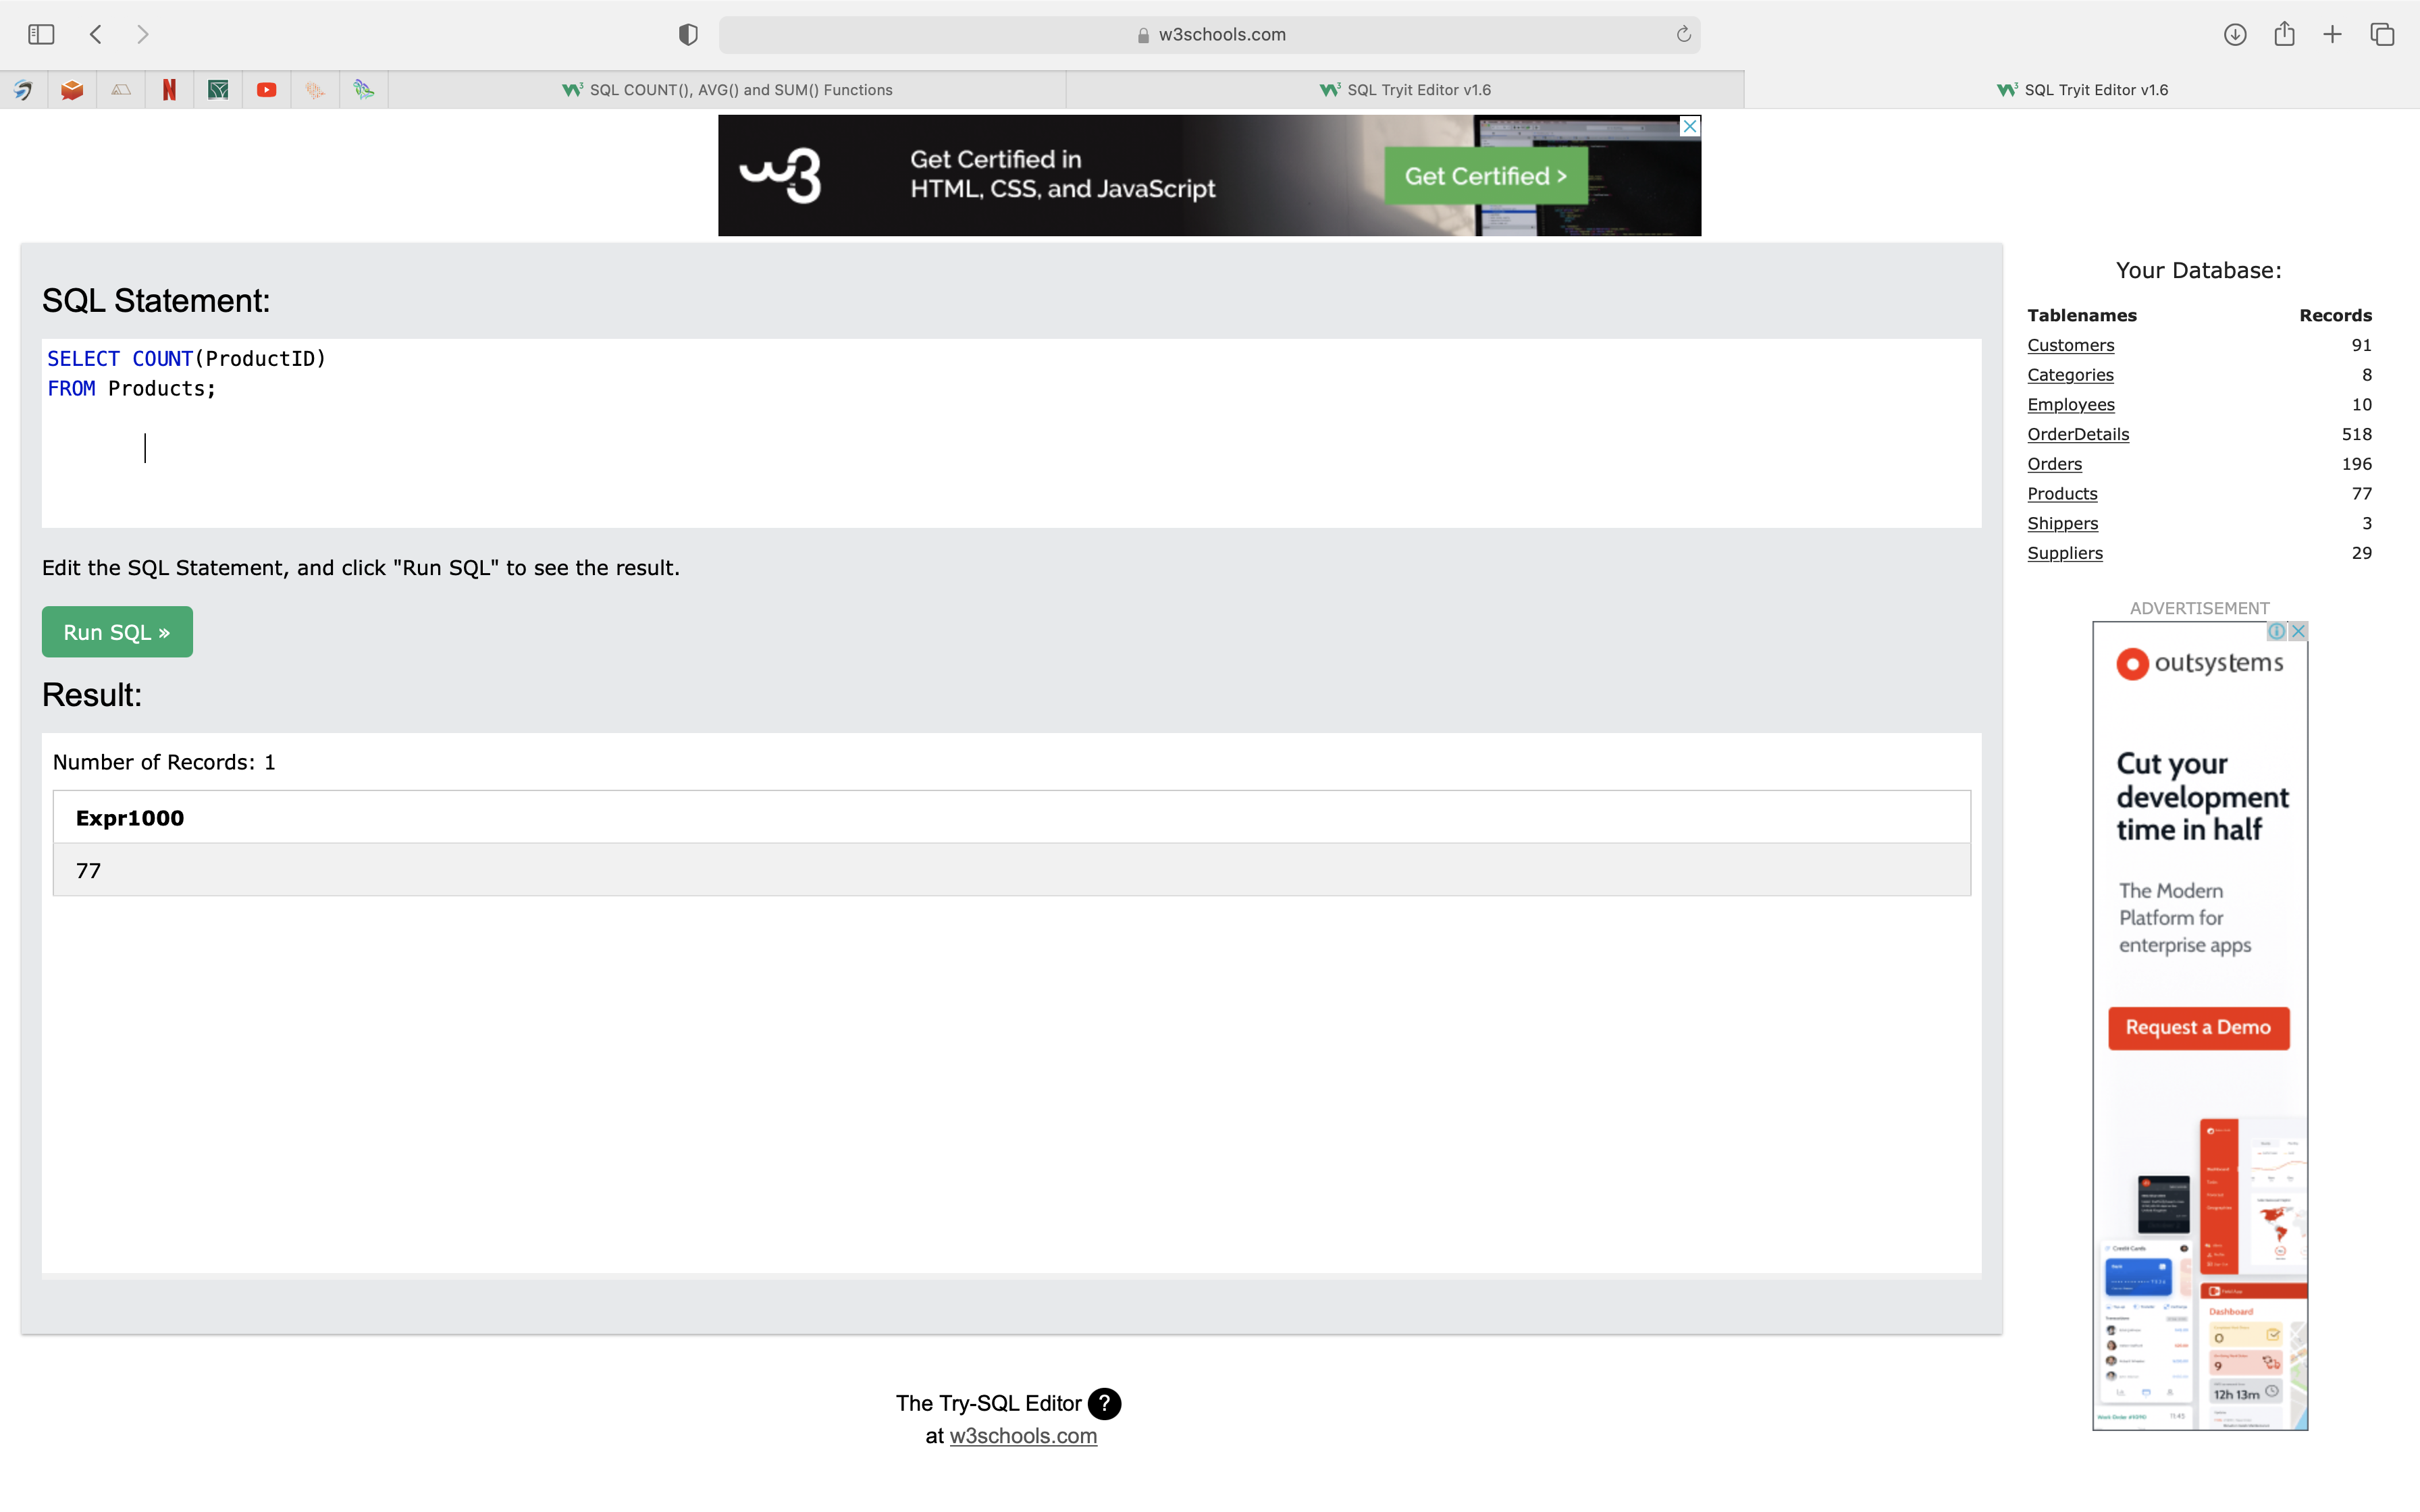 w3schools.com
SQL COUNT(), AVG() and SUM() Functions
SQL Tryit Editor v1.6
SQL Tryit Editor v1.6
Get Certified in
HTML, CSS, and JavaScript
Get Certified >
SQL Statement:
SELECT COUNT(ProductID)
FROM Products;
Edit the SQL Statement, and click "Run SQL" to see the result.
Run SQL »
Result:
Number of Records: 1
Expr1000
77
The Try-SQL Editor ?
at w3schools.com
Your Database:
Tablenames Records
Customers 91
Categories 8
Employees 10
OrderDetails 518
Orders 196
Products 77
Shippers 3
Suppliers 29
ADVERTISEMENT
outsystems
Cut your
development
time in half
The Modern
Platform for
enterprise apps
Request a Demo
Credit Cards
Dashboard
0
9
12h 13m
11:45